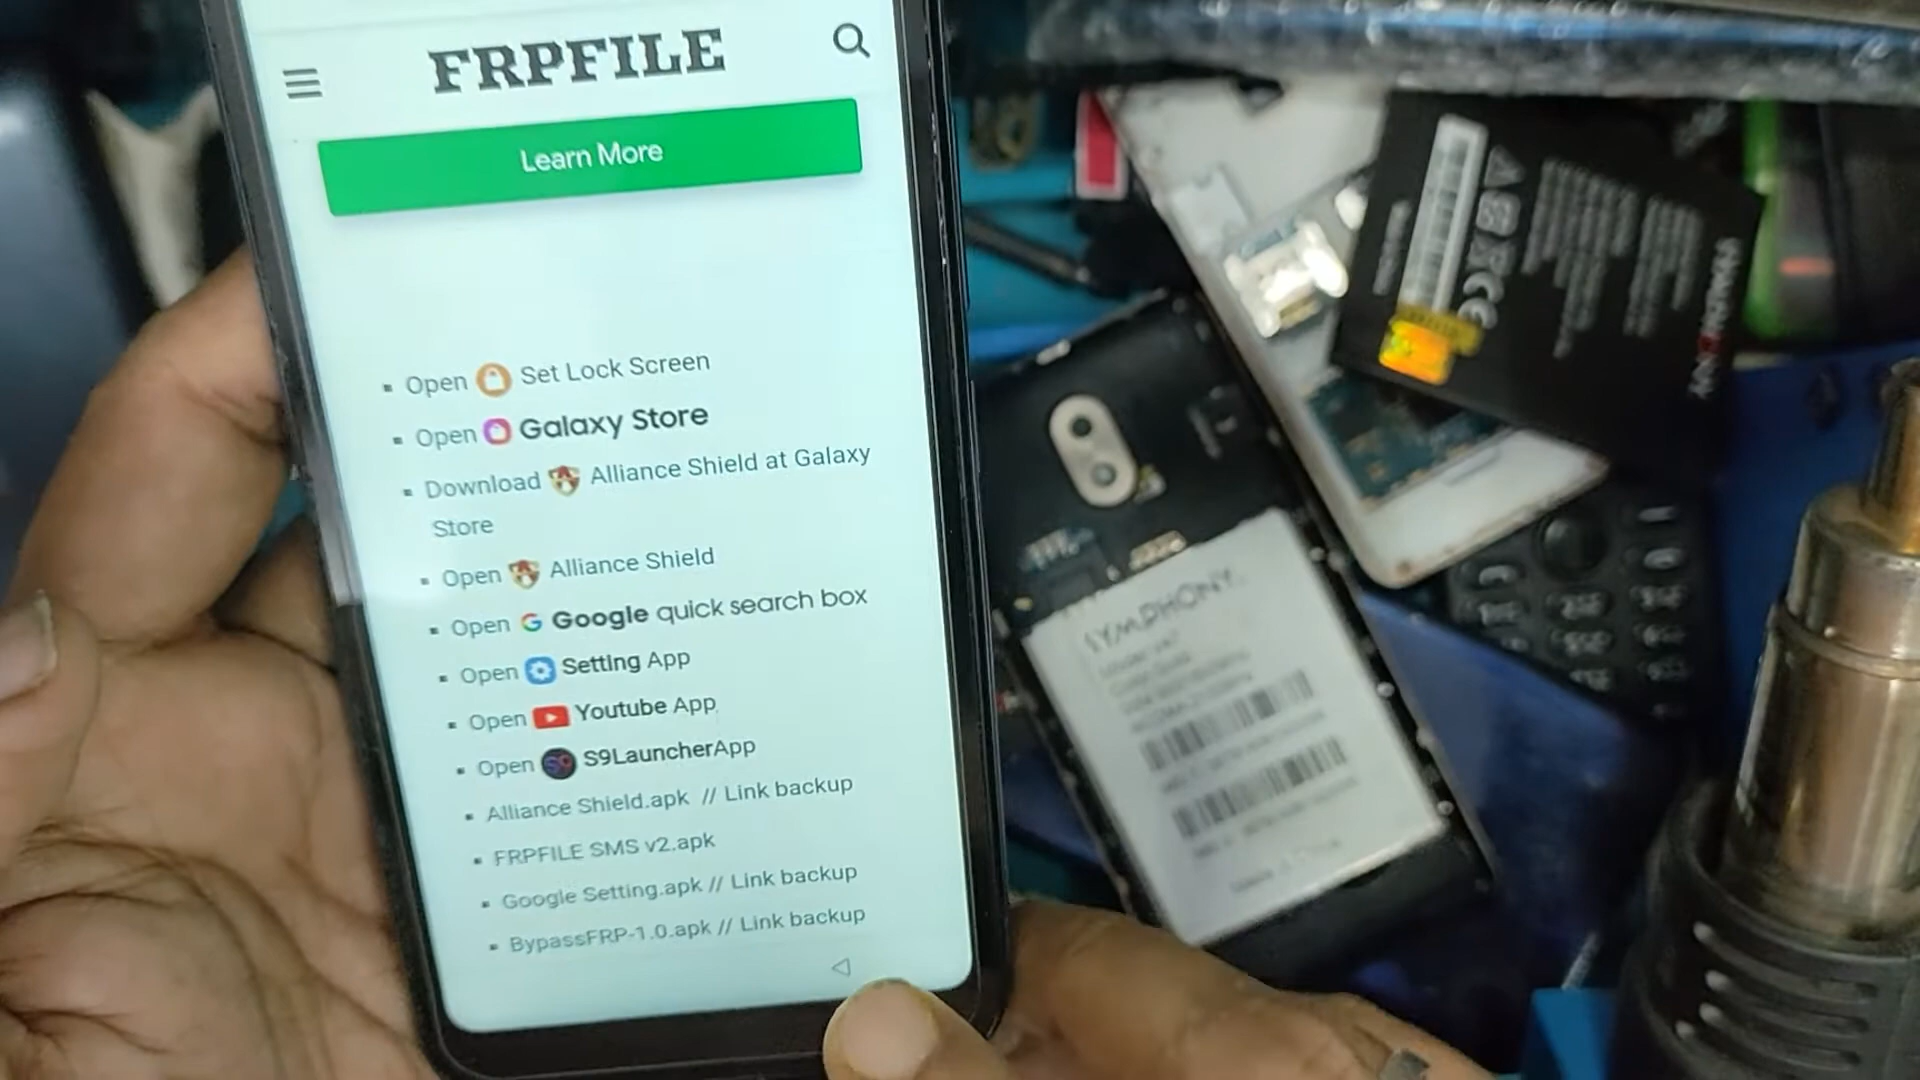 FRPFILE
Learn More
Open Set Lock Screen
Open Galaxy Store
Download Alliance Shield at Galaxy
Store
Open Alliance Shield
Open Google quick search box
Open Setting App
Open Youtube App
Open S9 S9LauncherApp
Alliance Shield.apk // Link backup
FRPFILE SMS v2.apk
Google Setting.apk // Link backup
BypassFRP-1.0.apk // Link backup
SYMPHONY